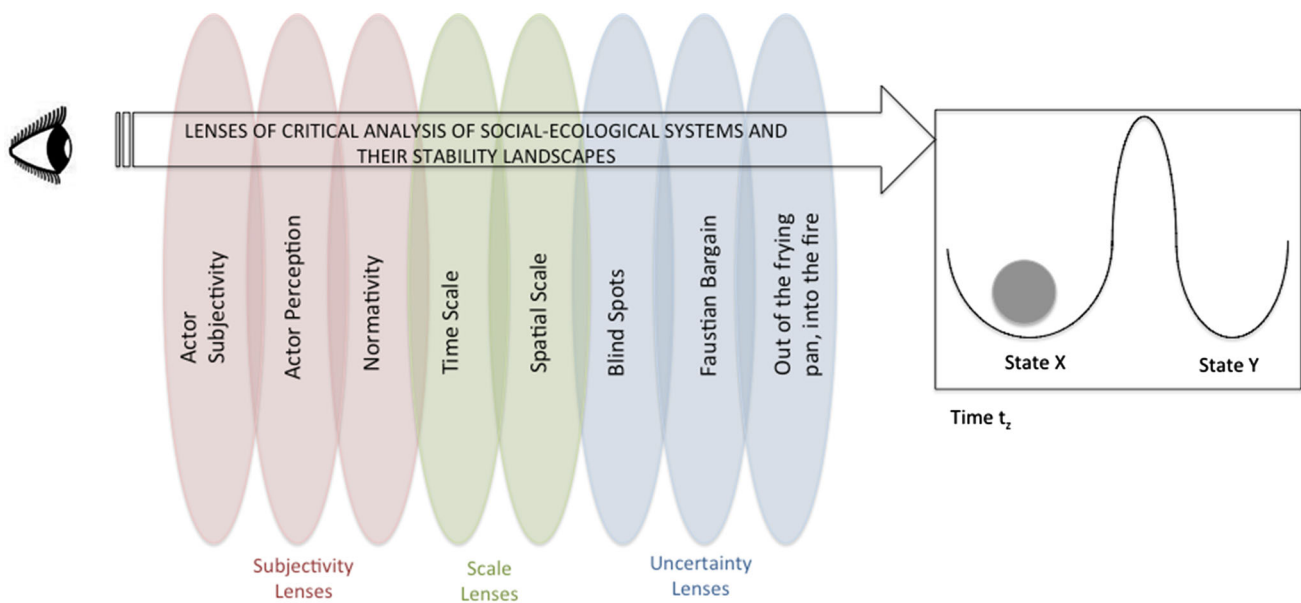 LENSES OF CRITICAL ANALYSIS OF SOCIAL-ECOLOGICAL SYSTEMS AND
THEIR STABILITY LANDSCAPES
Actor
Subjectivity
Actor Perception
Normativity
Time Scale
Spatial Scale
Blind Spots
Faustian Bargain
Out of the frying
pan, into the fire
Subjectivity
Lenses
Scale
Lenses
Uncertainty
Lenses
State X
State Y
Time tz